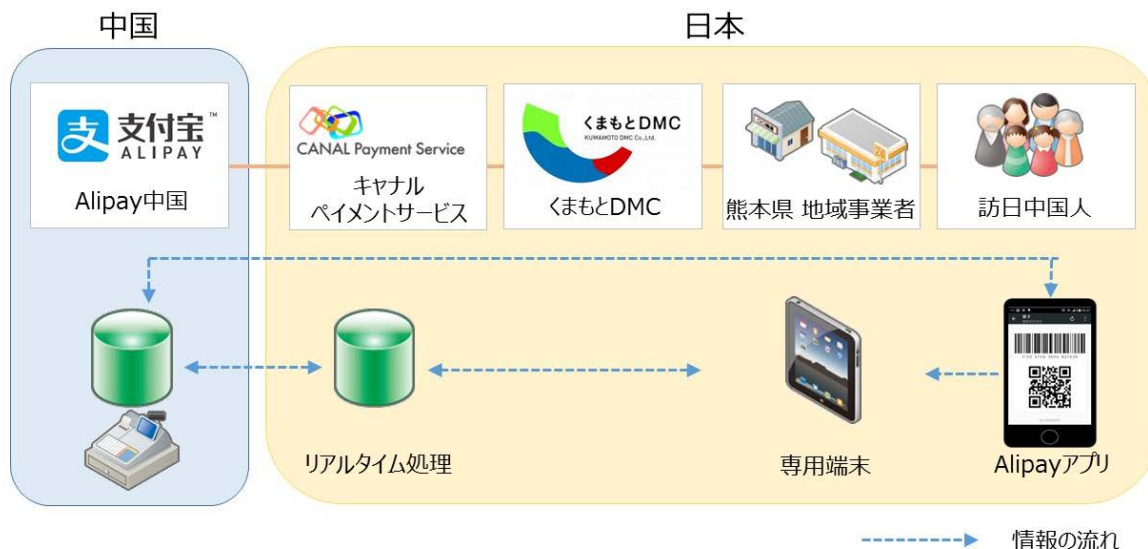 中国
日本
支 支付宝™
ALIPAY
Alipay中国
CANAL Payment Service
キャナル
ペイメントサービス
くまもとDMC
KUMAMOTO DMC Co.,Ltd.
くまもとDMC
熊本県 地域事業者
訪日中国人
リアルタイム処理
専用端末
Alipayアプリ
情報の流れ